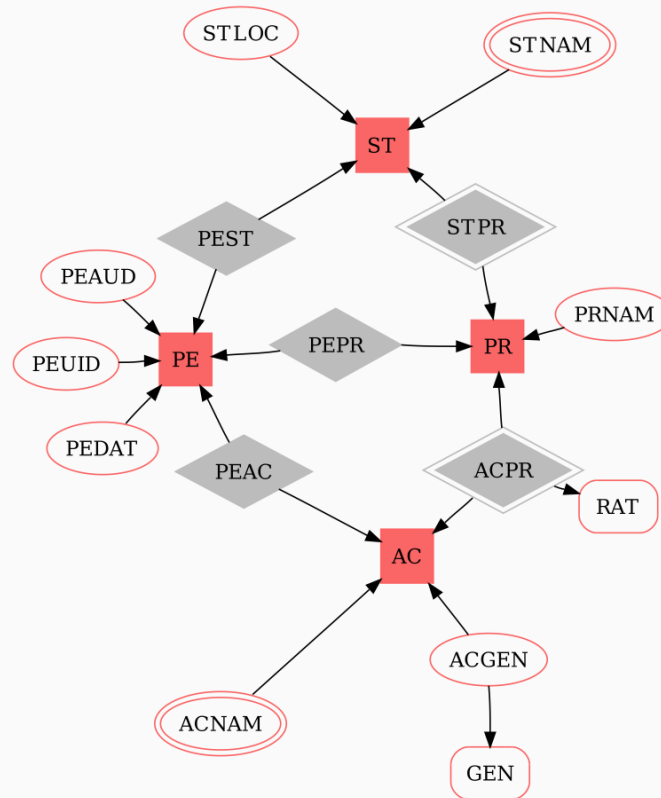 STLOC
STNAM
ST
PEST
STPR
PEAUD
PRNAM
PEPR
PR
PE
PEUID
PEDAT
PEAC
ACPR
RAT
AC
ACGEN
ACNAM
GEN